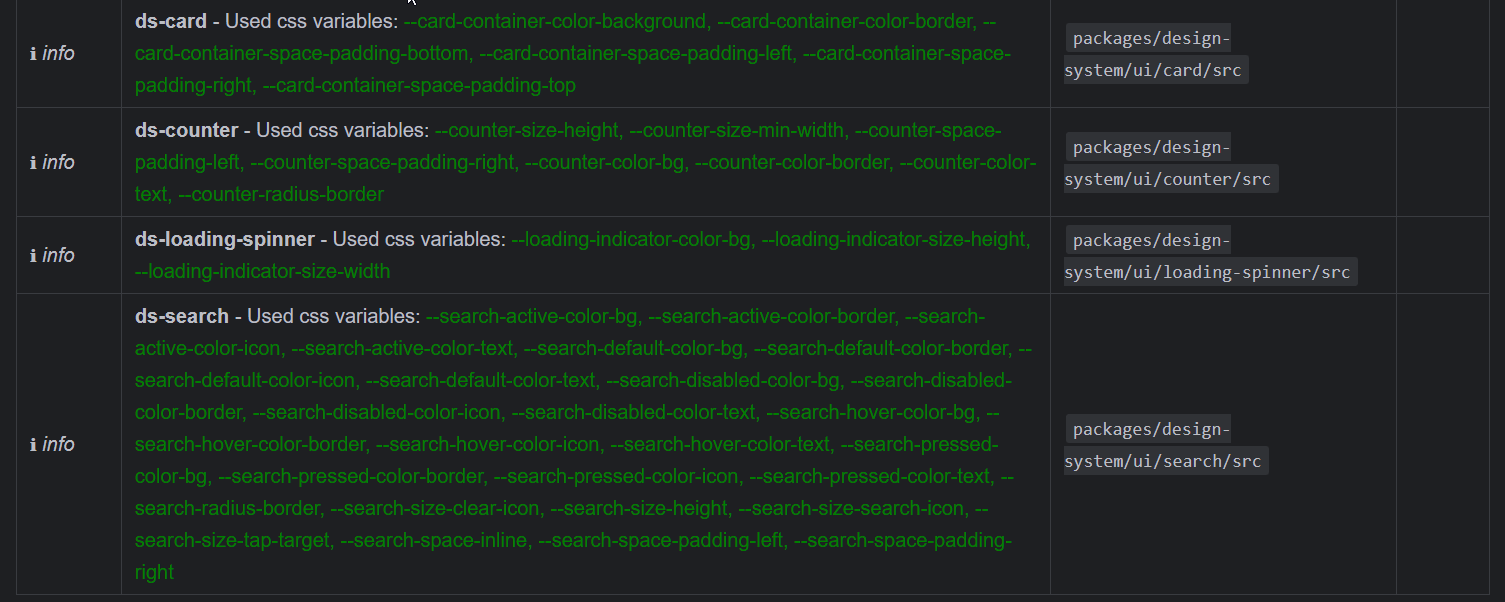 ds-card - Used css variables: --card-container-color-background, --card-container-color-border, --
card-container-space-padding-bottom, --card-container-space-padding-left, --card-container-space-
padding-right, --card-container-space-padding-top
ℹ info
packages/design-
system/ui/card/src
ds-counter - Used css variables: --counter-size-height, --counter-size-min-width, --counter-space-
padding-left, --counter-space-padding-right, --counter-color-bg, --counter-color-border, --counter-color-
text, --counter-radius-border
ℹ info
packages/design-
system/ui/counter/src
ds-loading-spinner - Used css variables: --loading-indicator-color-bg, --loading-indicator-size-height,
--loading-indicator-size-width
ℹ info
packages/design-
system/ui/loading-spinner/src
ds-search - Used css variables: --search-active-color-bg, --search-active-color-border, --search-
active-color-icon, --search-active-color-text, --search-default-color-bg, --search-default-color-border, --
search-default-color-icon, --search-default-color-text, --search-disabled-color-bg, --search-disabled-
color-border, --search-disabled-color-icon, --search-disabled-color-text, --search-hover-color-bg, --
search-hover-color-border, --search-hover-color-icon, --search-hover-color-text, --search-pressed-
color-bg, --search-pressed-color-border, --search-pressed-color-icon, --search-pressed-color-text, --
search-radius-border, --search-size-clear-icon, --search-size-height, --search-size-search-icon, --
search-size-tap-target, --search-space-inline, --search-space-padding-left, --search-space-padding-
right
ℹ info
packages/design-
system/ui/search/src